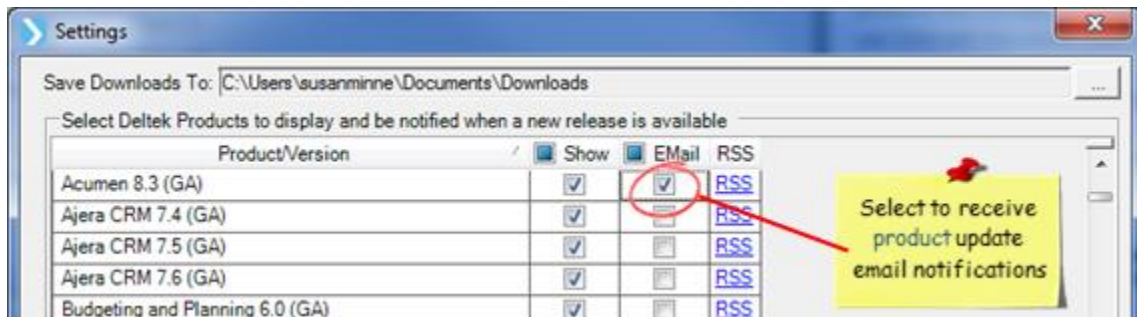 Settings
Save Downloads To: C:\Users\susanminne\Documents\Downloads ...
Select Deltek Products to display and be notified when a new release is available
Product/Version Show EMail RSS
Acumen 8.3 (GA) RSS
Ajera CRM 7.4 (GA) RSS
Ajera CRM 7.5 (GA) RSS
Ajera CRM 7.6 (GA) RSS
Budgeting and Planning 6.0 (GA) RSS
Select to receive
product update
email notifications